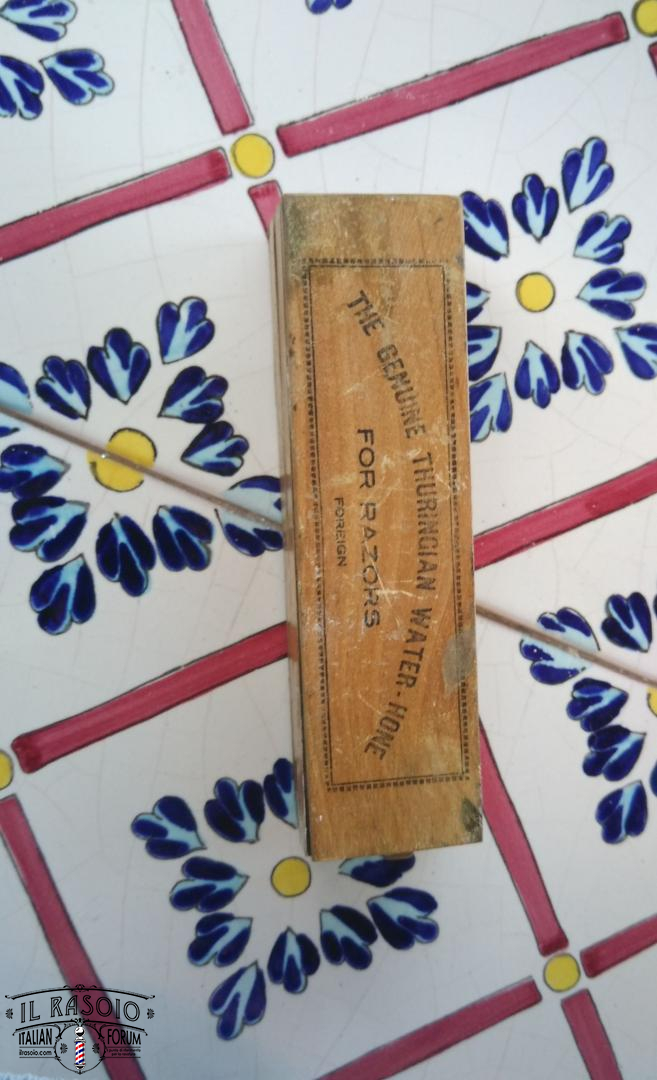 THE GENUINE THURINGIAN WATER-HONE
FOR RAZORS
FOREIGN
IL RASOIO
ITALIAN FORUM
ilrasoio.com